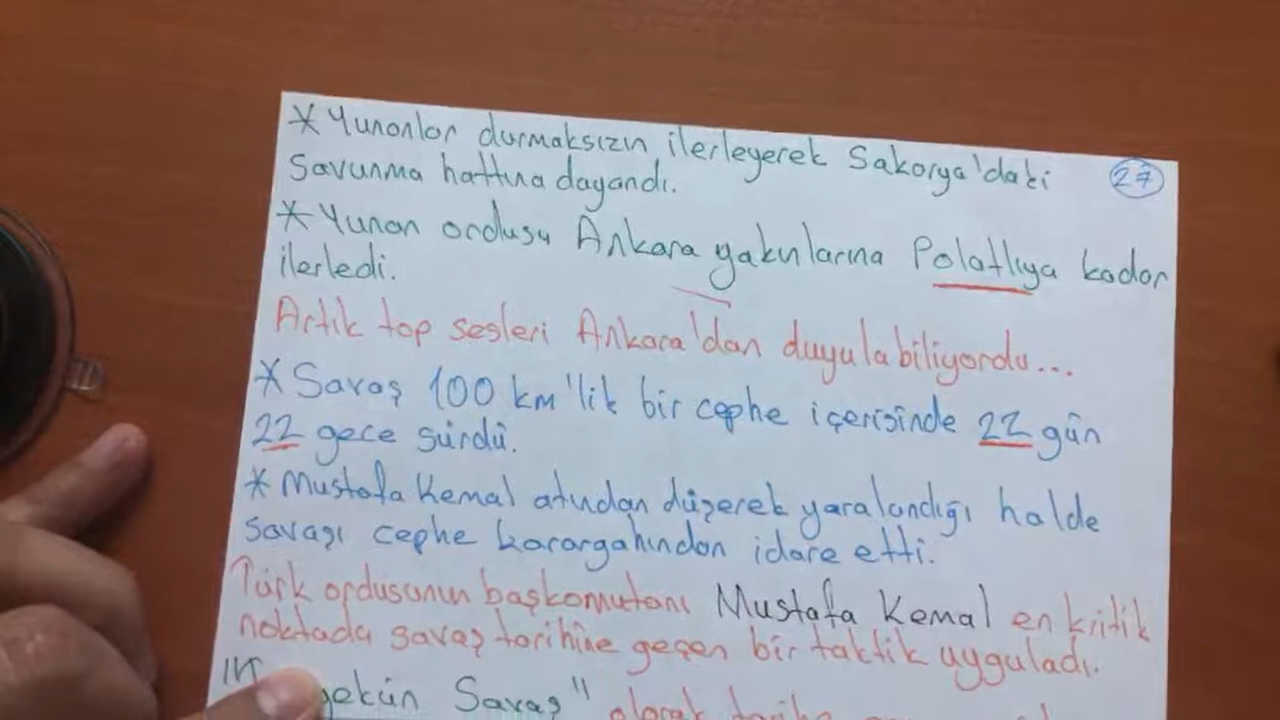 * Yunanlar durmaksızın ilerleyerek Sakarya'daki
27
savunma hattına dayandı.
* Yunan ordusu Ankara yakınlarına Polatlıya kadar
ilerledi.
Artık top sesleri Ankara'dan duyulabiliyordu...
* Savaş 100 km'lik bir cephe içerisinde 22 gün
22 gece sürdü.
* Mustafa Kemal atından düşerek yaralandığı halde
savaşı cephe karargahından idare etti.
Türk ordusunun başkomutanı Mustafa Kemal en kritik
noktada savaş tarihine geçen bir taktik uyguladı.
Savaş" olarak tarihe